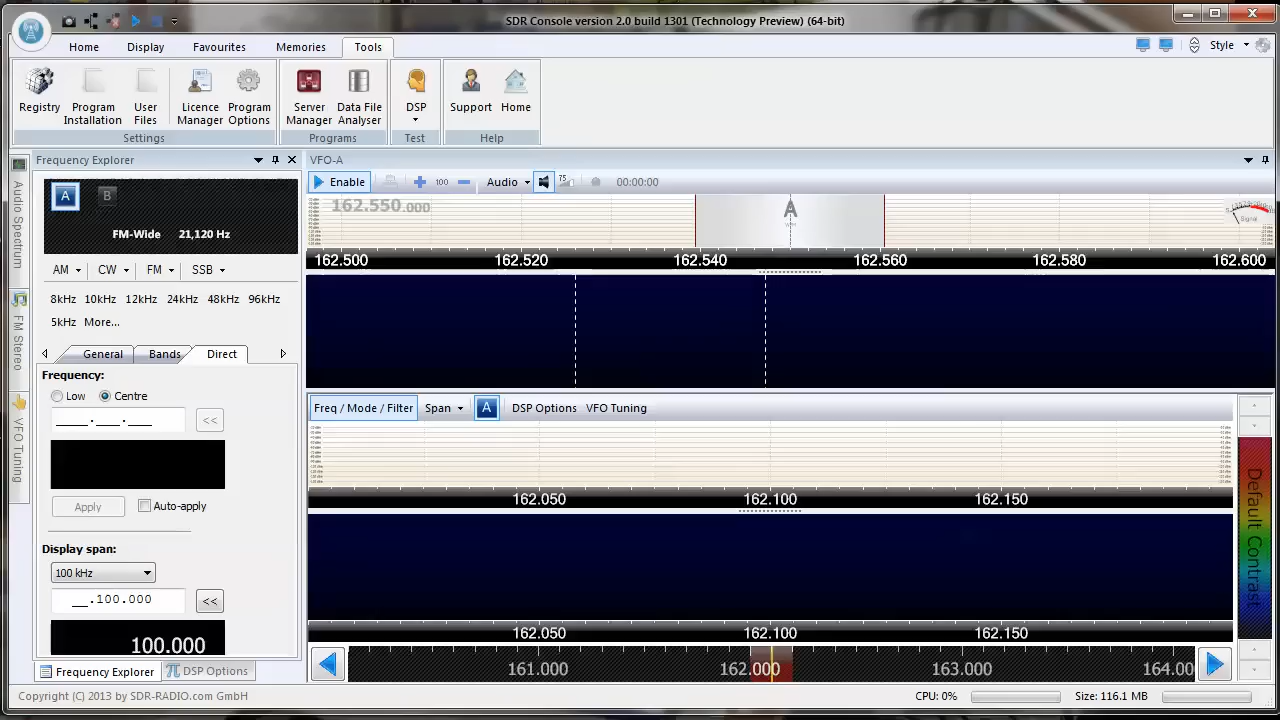 SDR Console version 2.0 build 1301 (Technology Preview) (64-bit)
Home Display Favourites Memories Tools Style
Registry Program Installation User Files Licence Manager Program Options Server Manager Data File Analyser DSP Support Home
Settings Programs Test Help
Frequency Explorer VFO-A
Enable 100 Audio 75 00:00:00
A B
FM-Wide 21,120 Hz
162.550.000 A Signal
162.500 162.520 162.540 162.560 162.580 162.600
AM CW FM SSB
8kHz 10kHz 12kHz 24kHz 48kHz 96kHz
5kHz More...
General Bands Direct
Frequency:
Low Centre
___.___.___ <<
Apply Auto-apply
Display span:
100 kHz
__.100.000 <<
100.000
Frequency Explorer DSP Options
Audio Spectrum
FM Stereo
VFO Tuning
Freq / Mode / Filter Span A DSP Options VFO Tuning
162.050 162.100 162.150
Default Contrast
162.050 162.100 162.150
161.000 162.000 163.000 164.00
Copyright (C) 2013 by SDR-RADIO.com GmbH CPU: 0% Size: 116.1 MB